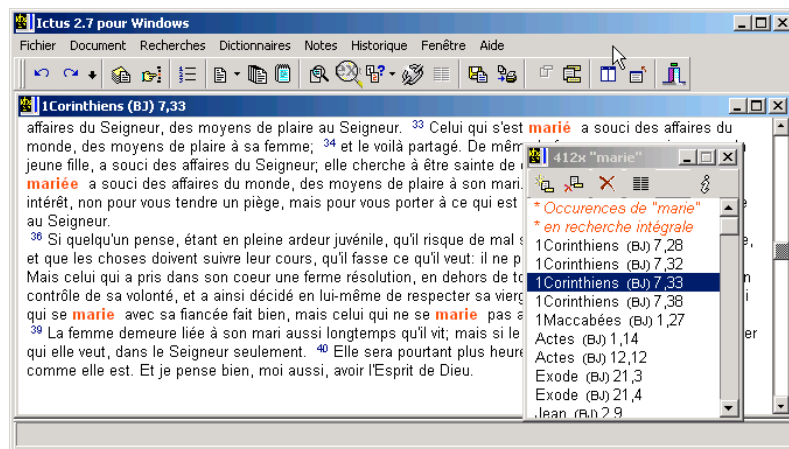 Ictus 2.7 pour Windows
Fichier Document Recherches Dictionnaires Notes Historique Fenêtre Aide
1Corinthiens (BJ) 7,33
affaires du Seigneur, des moyens de plaire au Seigneur. 33 Celui qui s'est marié a souci des affaires du
monde, des moyens de plaire à sa femme; 34 et le voilà partagé. De
jeune fille, a souci des affaires du Seigneur; elle cherche à être sainte de
mariée a souci des affaires du monde, des moyens de plaire à son mari.
intérêt, non pour vous tendre un piège, mais pour vous porter à ce qui est
au Seigneur.
36 Si quelqu'un pense, étant en pleine ardeur juvénile, qu'il risque de mal
et que les choses doivent suivre leur cours, qu'il fasse ce qu'il veut: il ne
Mais celui qui a pris dans son coeur une ferme résolution, en dehors de
contrôle de sa volonté, et a ainsi décidé en lui-même de respecter sa
qui se marie avec sa fiancée fait bien, mais celui qui ne se marie pas
39 La femme demeure liée à son mari aussi longtemps qu'il vit; mais si le
qui elle veut, dans le Seigneur seulement. 40 Elle sera pourtant plus
comme elle est. Et je pense bien, moi aussi, avoir l'Esprit de Dieu.
412x "marie"
* Occurences de "marie"
* en recherche intégrale
1Corinthiens (BJ) 7,28
1Corinthiens (BJ) 7,32
1Corinthiens (BJ) 7,33
1Corinthiens (BJ) 7,38
1Maccabées (BJ) 1,27
Actes (BJ) 1,14
Actes (BJ) 12,12
Exode (BJ) 21,3
Exode (BJ) 21,4
Jean (BJ) 2,9